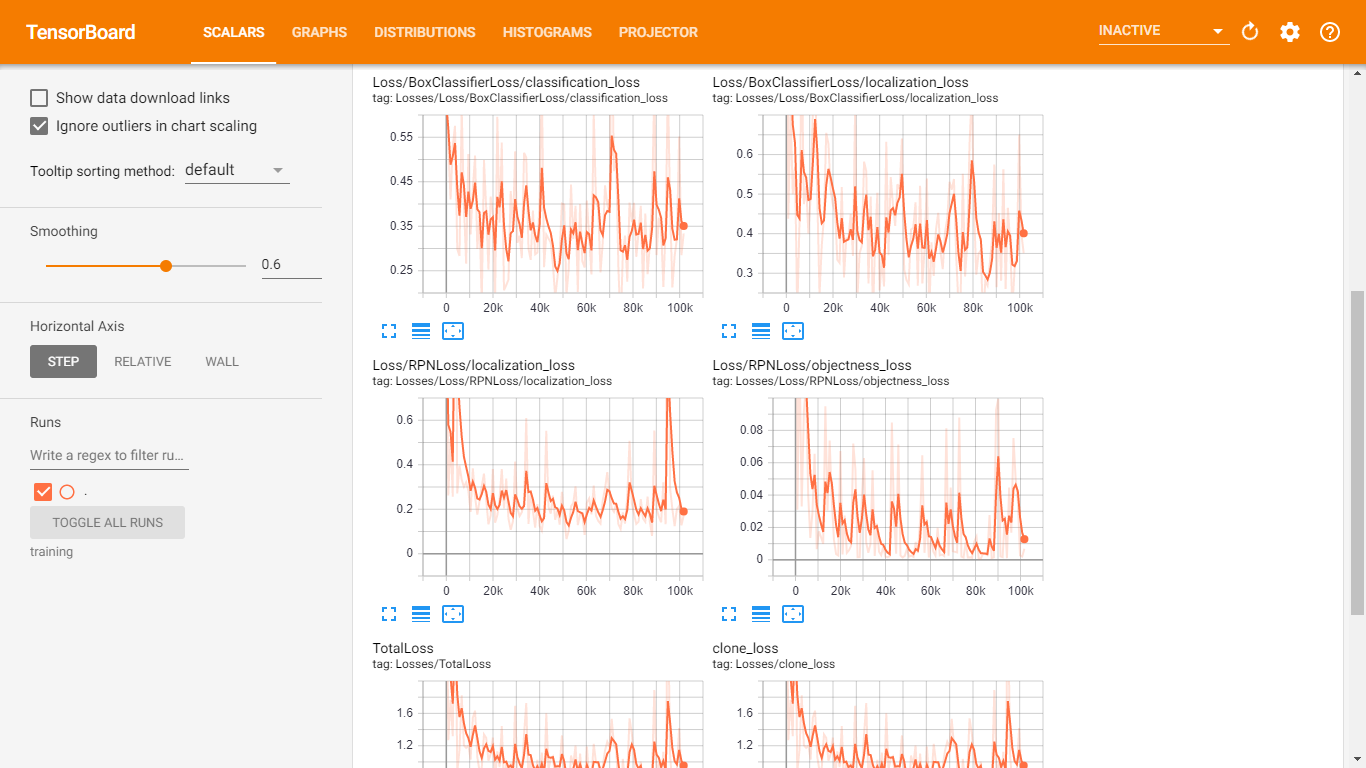 TensorBoard SCALARS GRAPHS DISTRIBUTIONS HISTOGRAMS PROJECTOR INACTIVE
Show data download links
Ignore outliers in chart scaling
Tooltip sorting method: default
Smoothing
0.6
Horizontal Axis
STEP RELATIVE WALL
Runs
Write a regex to filter ru...
.
TOGGLE ALL RUNS
training
Loss/BoxClassifierLoss/classification_loss
tag: Losses/Loss/BoxClassifierLoss/classification_loss
0.55
0.45
0.35
0.25
0 20k 40k 60k 80k 100k
Loss/BoxClassifierLoss/localization_loss
tag: Losses/Loss/BoxClassifierLoss/localization_loss
0.6
0.5
0.4
0.3
0 20k 40k 60k 80k 100k
Loss/RPNLoss/localization_loss
tag: Losses/Loss/RPNLoss/localization_loss
0.6
0.4
0.2
0
0 20k 40k 60k 80k 100k
Loss/RPNLoss/objectness_loss
tag: Losses/Loss/RPNLoss/objectness_loss
0.08
0.06
0.04
0.02
0
0 20k 40k 60k 80k 100k
TotalLoss
tag: Losses/TotalLoss
1.6
1.2
clone_loss
tag: Losses/clone_loss
1.6
1.2